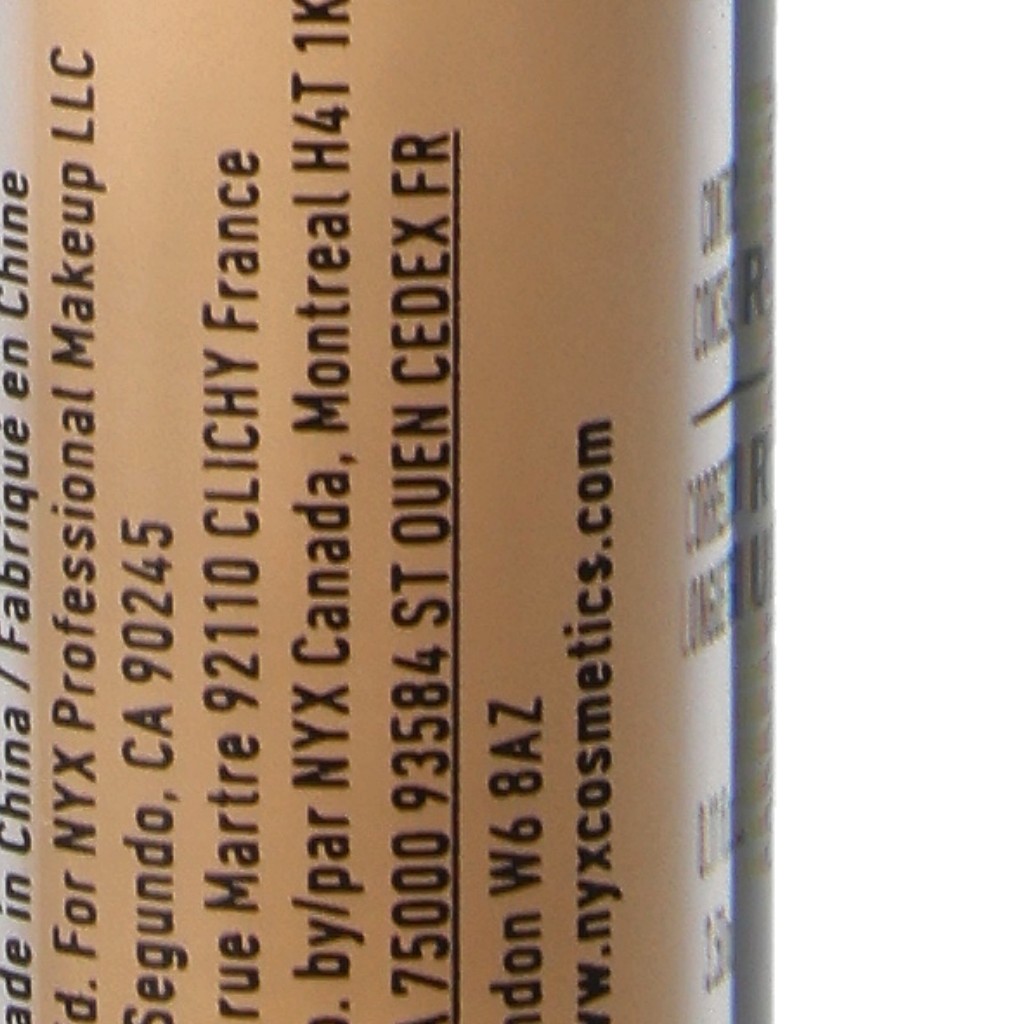 ade in China / Fabriqué en Chine
d. For NYX Professional Makeup LLC
Segundo, CA 90245
rue Martre 92110 CLICHY France
. by/par NYX Canada, Montreal H4T 1K
75000 93584 ST OUEN CEDEX FR
ndon W6 8AZ
ww.nyxcosmetics.com